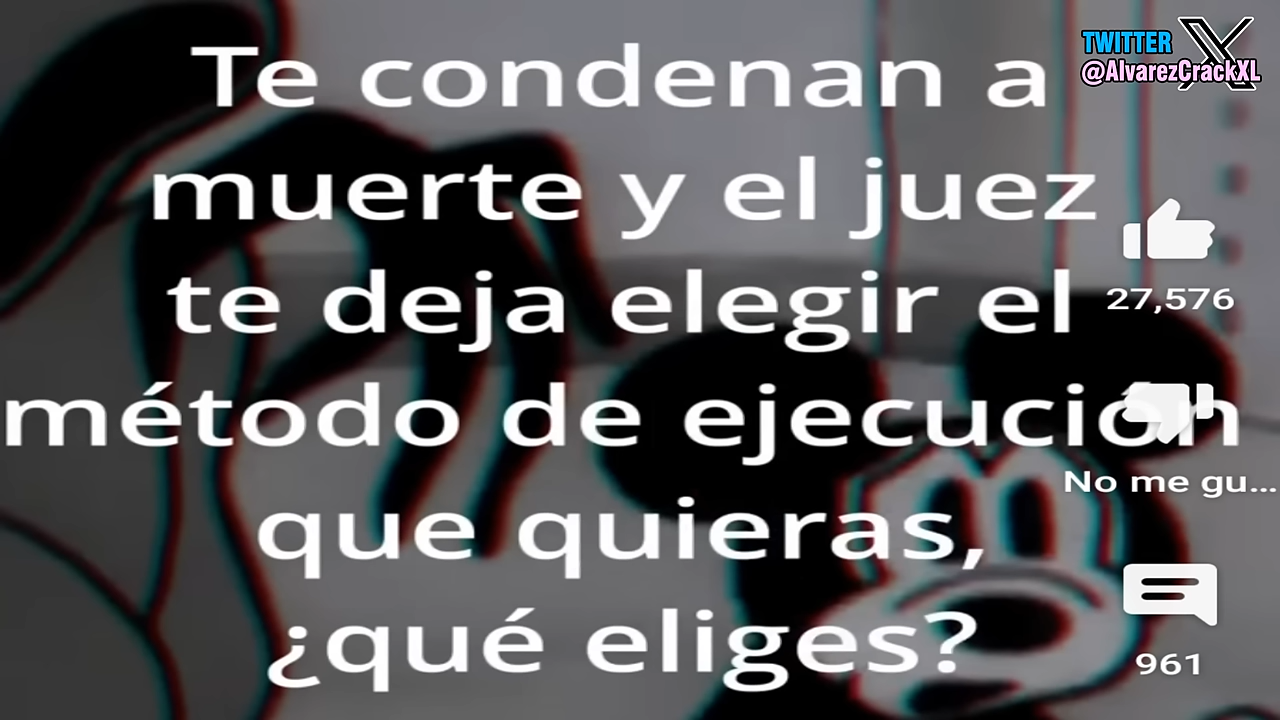 Te condenan a
muerte y el juez
te deja elegir el
método de ejecución
que quieras,
¿qué eliges?
TWITTER X
@AlvarezCrackXL
27,576
No me gu...
961